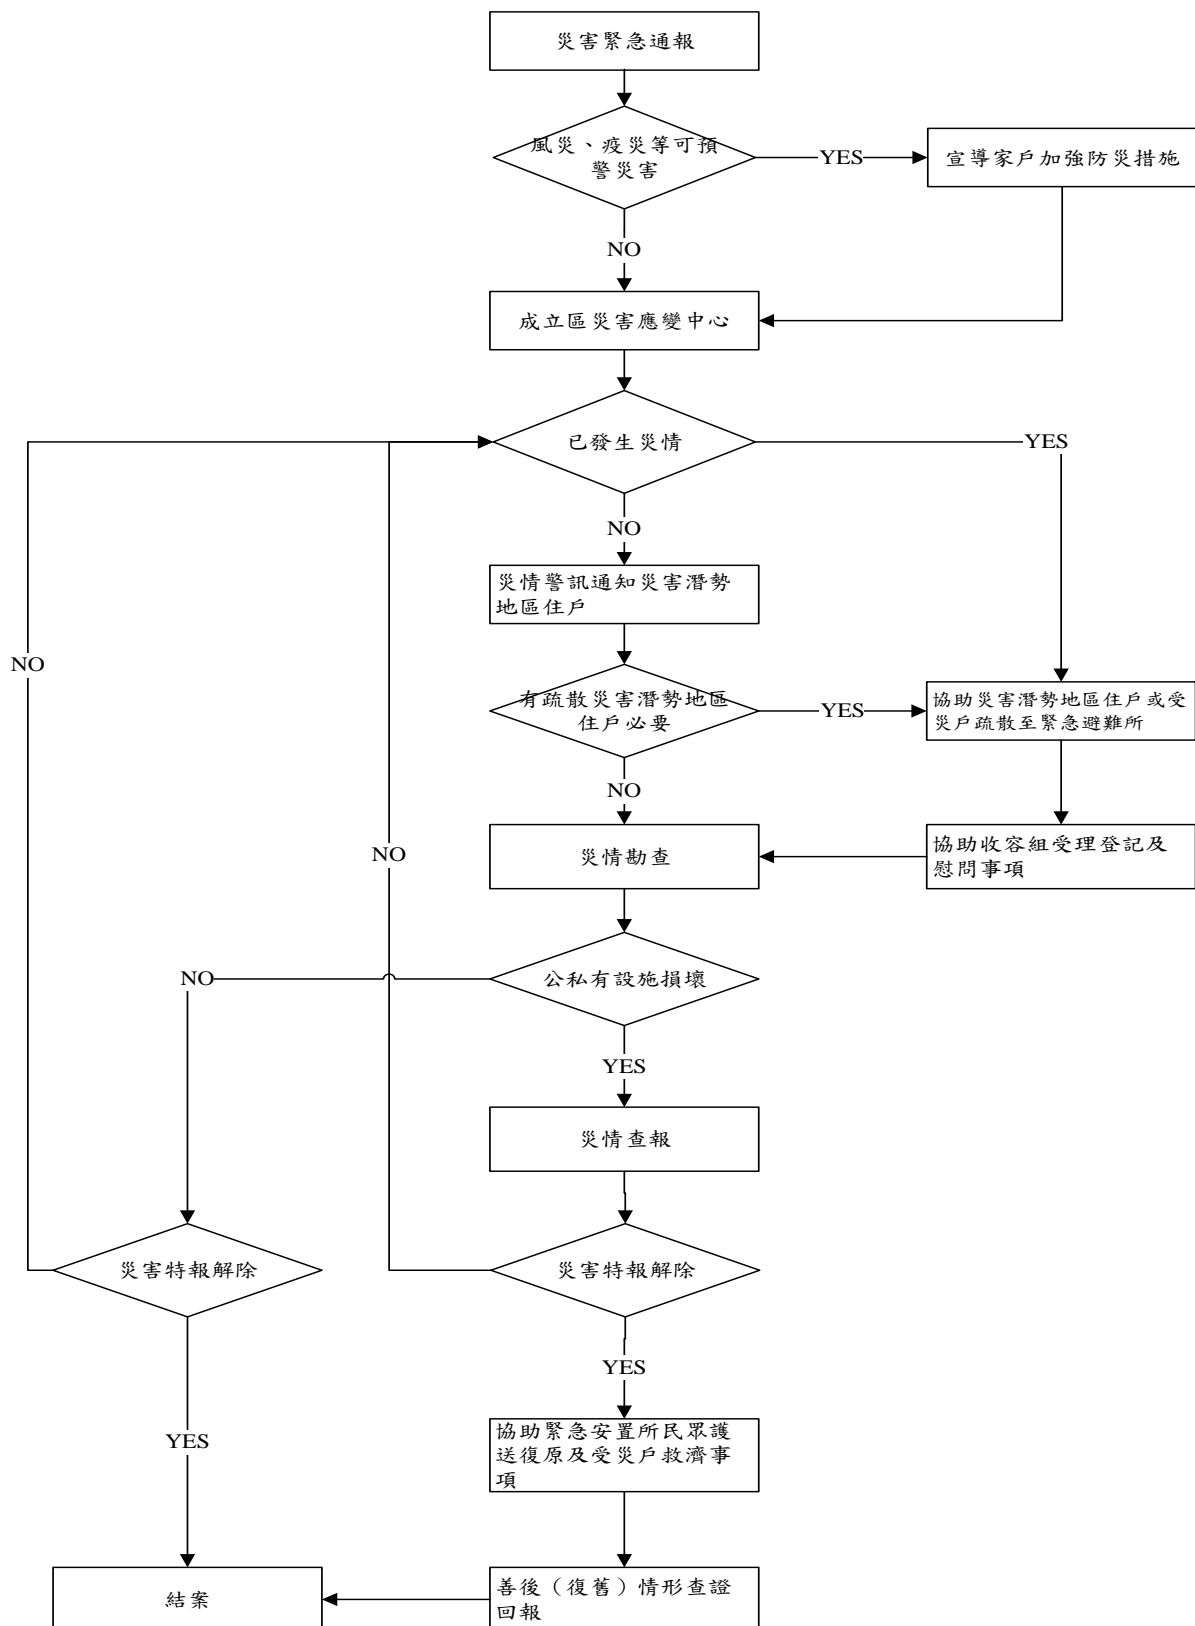 災害緊急通報
風災、疫災等可預
警災害
YES
宣導家戶加強防災措施
NO
成立區災害應變中心
已發生災情
YES
NO
災情警訊通知災害潛勢
地區住戶
NO
有疏散災害潛勢地區
住戶必要
YES
協助災害潛勢地區住戶或受
災戶疏散至緊急避難所
NO
災情勘查
NO
協助收容組受理登記及
慰問事項
公私有設施損壞
NO
YES
災情查報
災害特報解除
災害特報解除
YES
YES
協助緊急安置所民眾護
送復原及受災戶救濟事
項
結案
善後（復舊）情形查證
回報